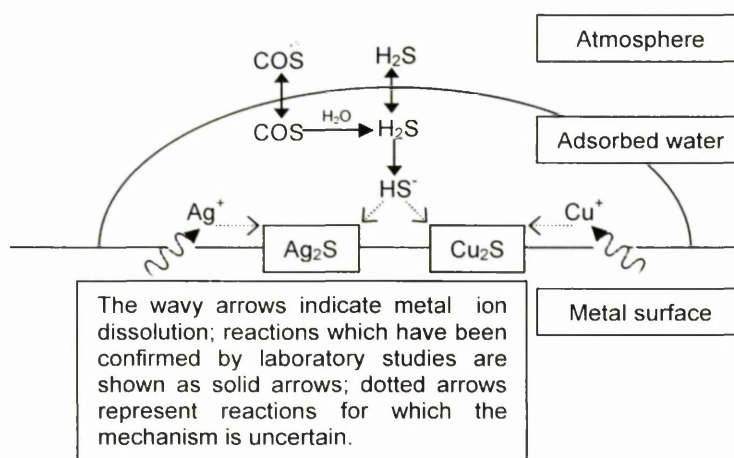 Atmosphere
COS H₂S
COS H₂O H₂S
Adsorbed water
HS⁻
Ag⁺ Cu⁺
Ag₂S Cu₂S
Metal surface
The wavy arrows indicate metal ion
dissolution; reactions which have been
confirmed by laboratory studies are
shown as solid arrows; dotted arrows
represent reactions for which the
mechanism is uncertain.